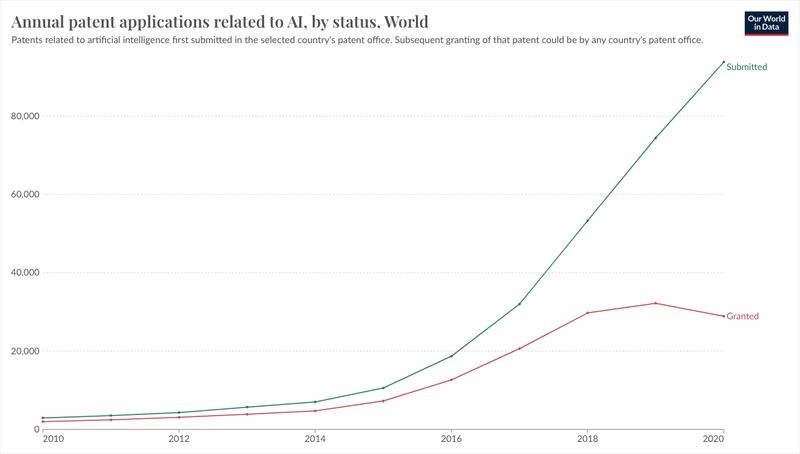 Annual patent applications related to AI, by status, World
Patents related to artificial intelligence first submitted in the selected country's patent office. Subsequent granting of that patent could be by any country's patent office.
Our World
in Data
Submitted
80,000
60,000
40,000
Granted
20,000
0
2010
2012
2014
2016
2018
2020